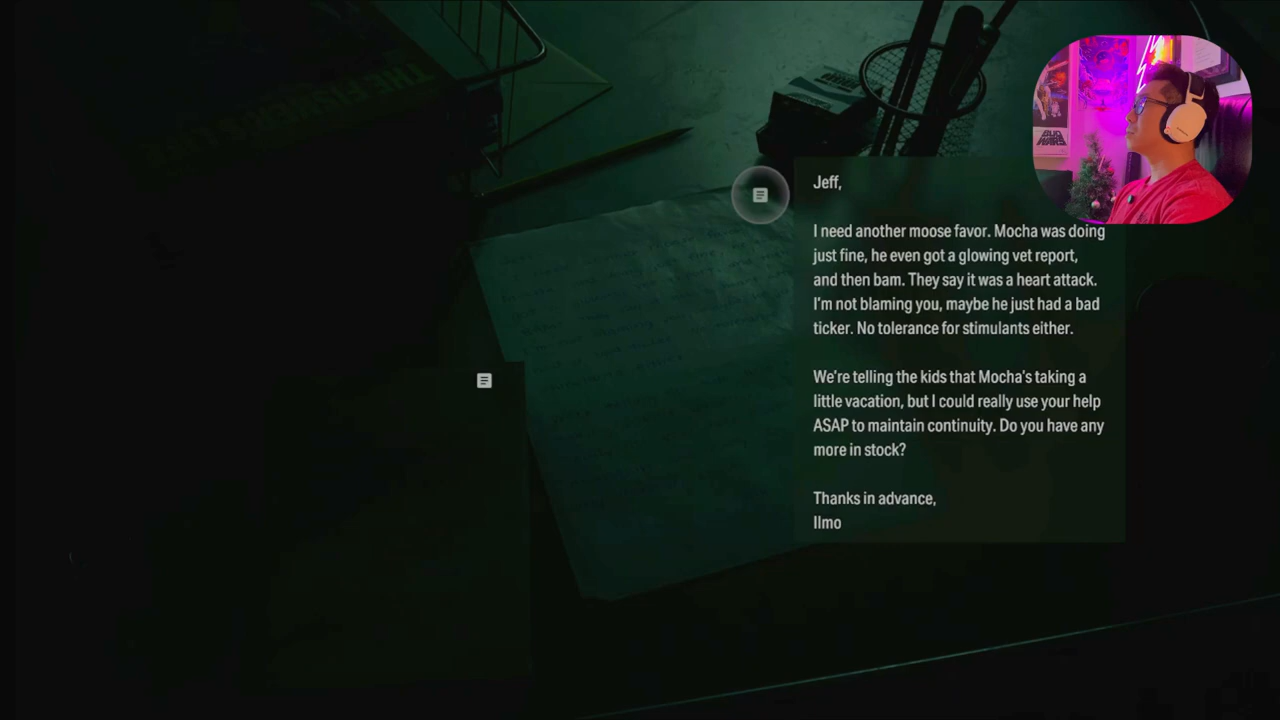 Jeff,
I need another moose favor. Mocha was doing
just fine, he even got a glowing vet report,
and then bam. They say it was a heart attack.
I'm not blaming you, maybe he just had a bad
ticker. No tolerance for stimulants either.
We're telling the kids that Mocha's taking a
little vacation, but I could really use your help
ASAP to maintain continuity. Do you have any
more in stock?
Thanks in advance,
Ilmo